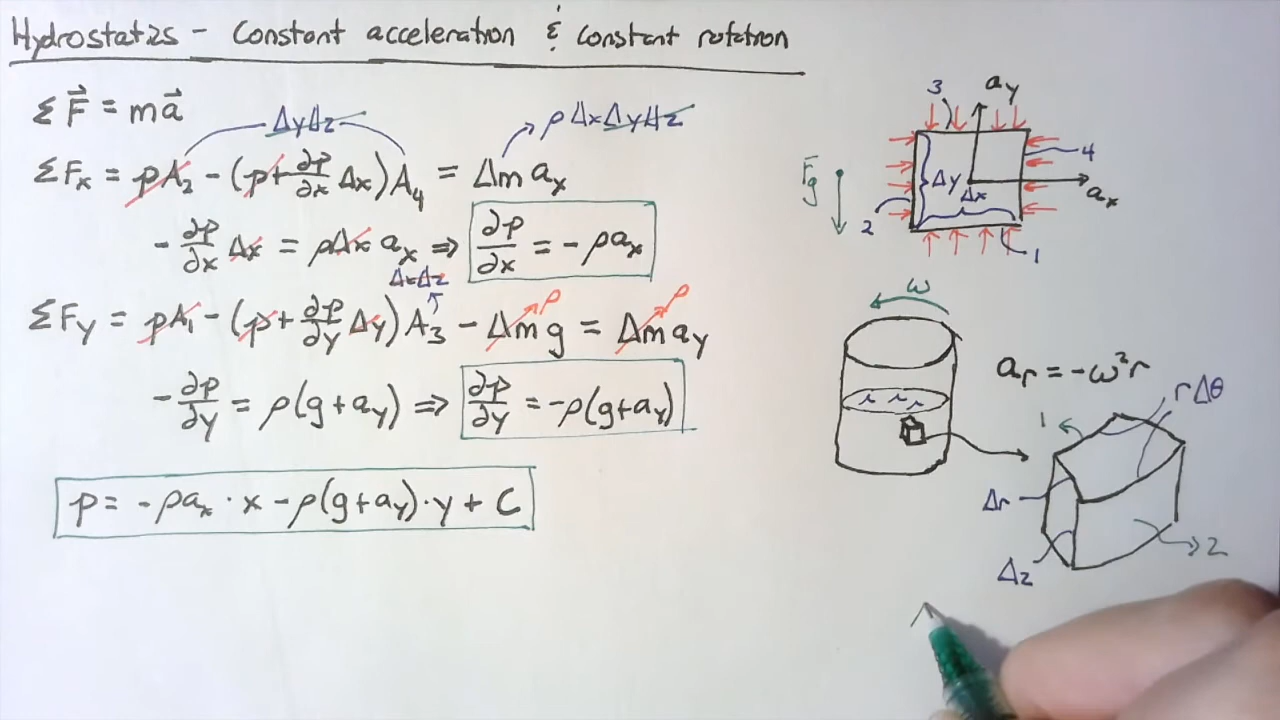 Hydrostatics - Constant acceleration & constant rotation
ΣF⃗ = ma⃗
ΔyΔz
ρΔxΔyΔz
ΣFx = pA2 - (p + ∂p/∂x Δx)A4 = Δm ax
-∂p/∂x Δx = ρΔx ax ⇒ ∂p/∂x = -ρax
ΔxΔz
ρ
ρ
ΣFy = pA1 - (p + ∂p/∂y Δy)A3 - Δm g = Δm ay
-∂p/∂y = ρ(g+ay) ⇒ ∂p/∂y = -ρ(g+ay)
p = -ρax · x - ρ(g+ay) · y + C
3
ay
4
Fg
Δy
Δx
ax
2
1
ω
ar = -ω²r
rΔθ
1
Δr
2
Δz